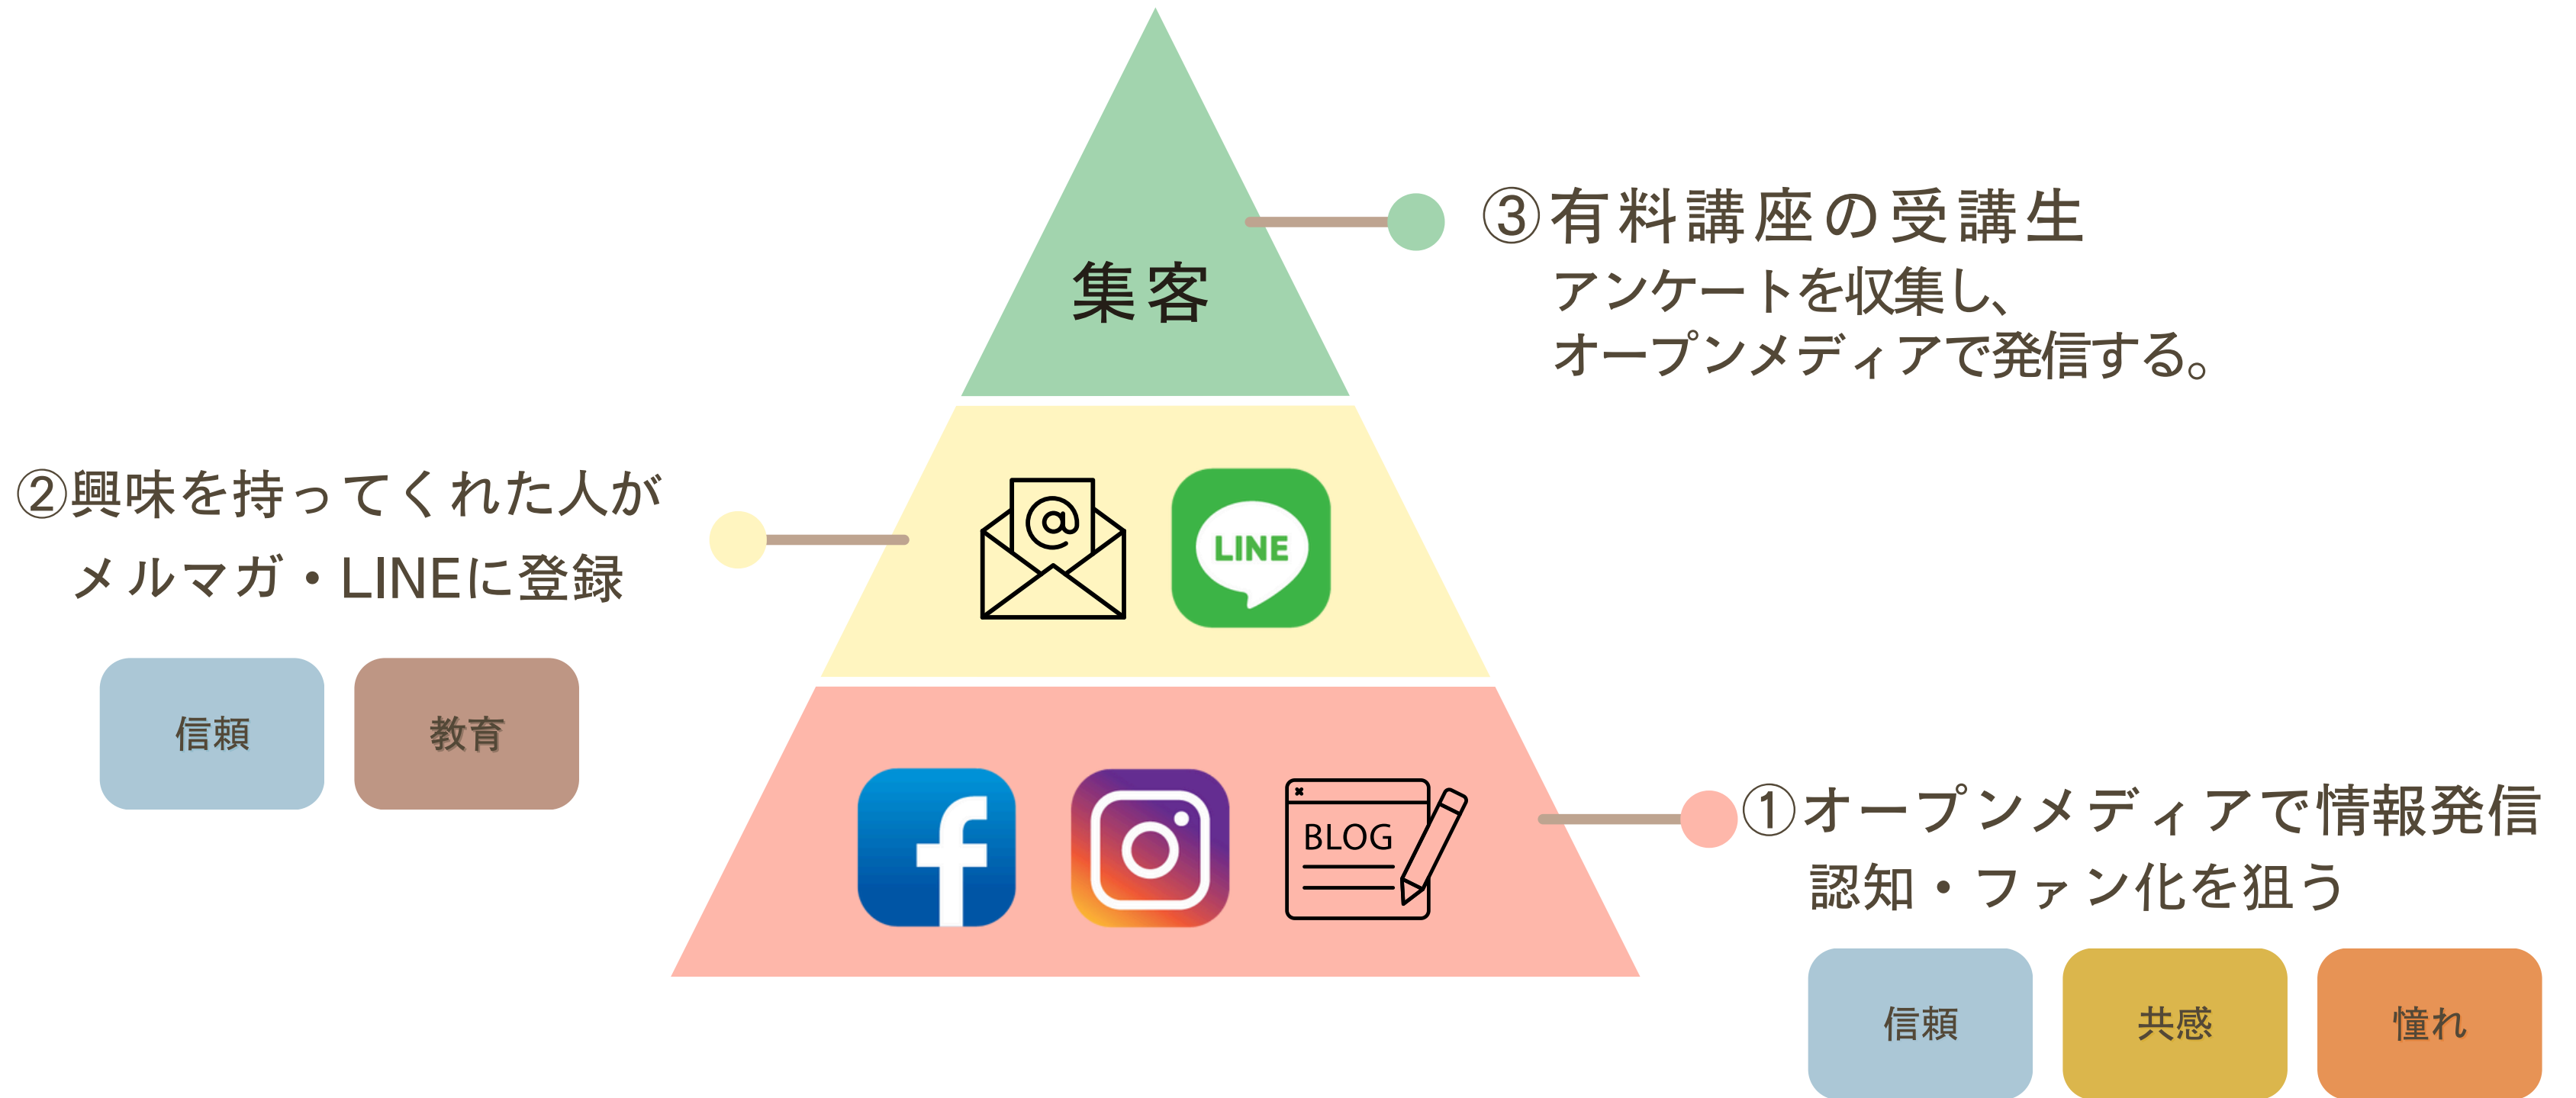 集客
③有料講座の受講生
アンケートを収集し、
オープンメディアで発信する。
②興味を持ってくれた人が
メルマガ・LINEに登録
@
LINE
信頼
教育
BLOG
①オープンメディアで情報発信
認知・ファン化を狙う
信頼
共感
憧れ